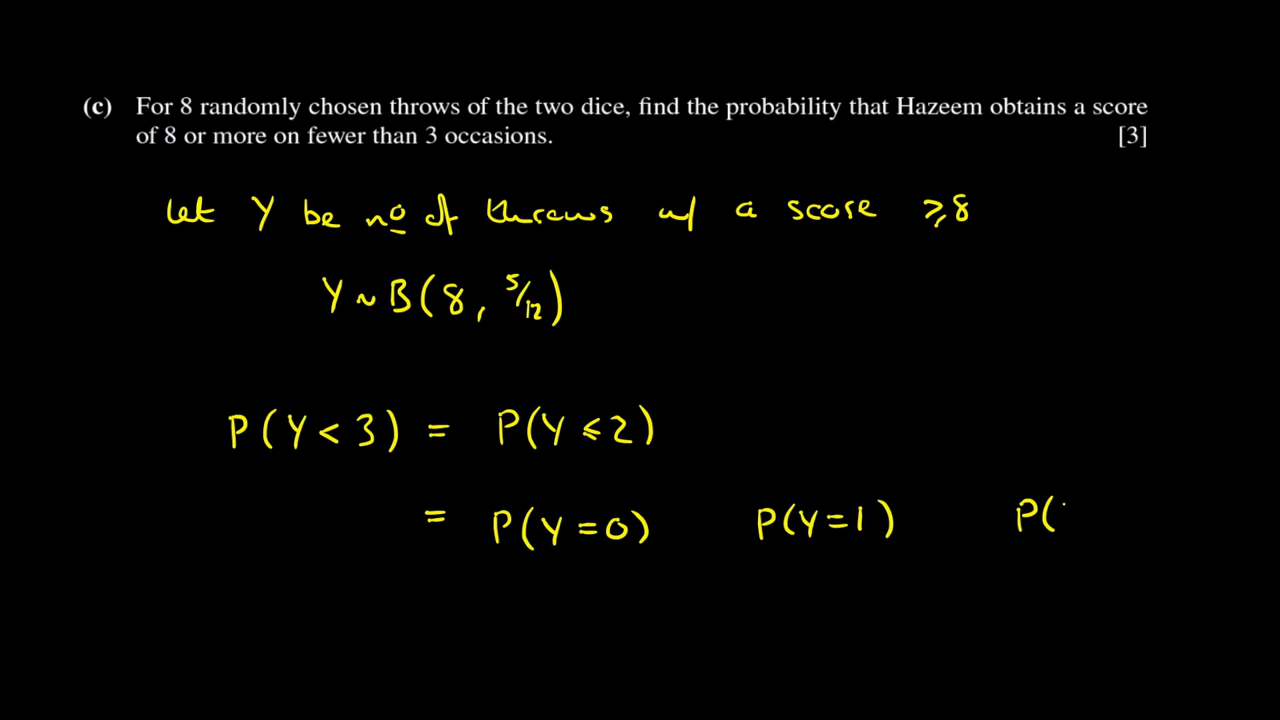 (c) For 8 randomly chosen throws of the two dice, find the probability that Hazeem obtains a score
of 8 or more on fewer than 3 occasions. [3]
let Y be no of throws w/ a score ⩾8
Y ~ B(8, 5/12)
P(Y < 3) = P(Y ⩽ 2)
= P(Y = 0) P(Y = 1) P(